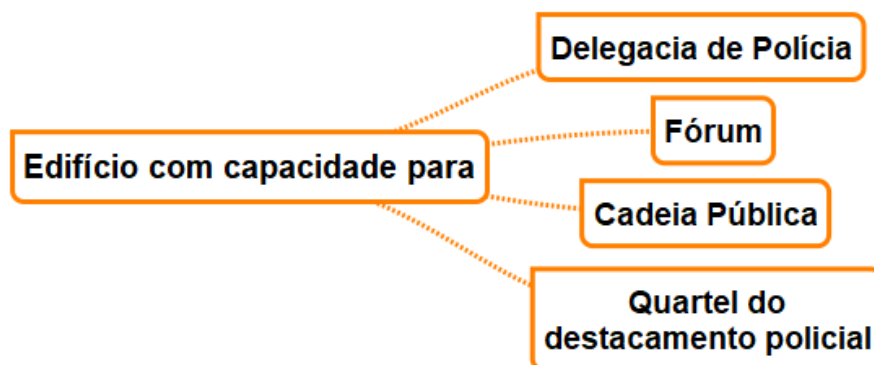 Delegacia de Polícia
Fórum
Edifício com capacidade para
Cadeia Pública
Quartel do
destacamento policial